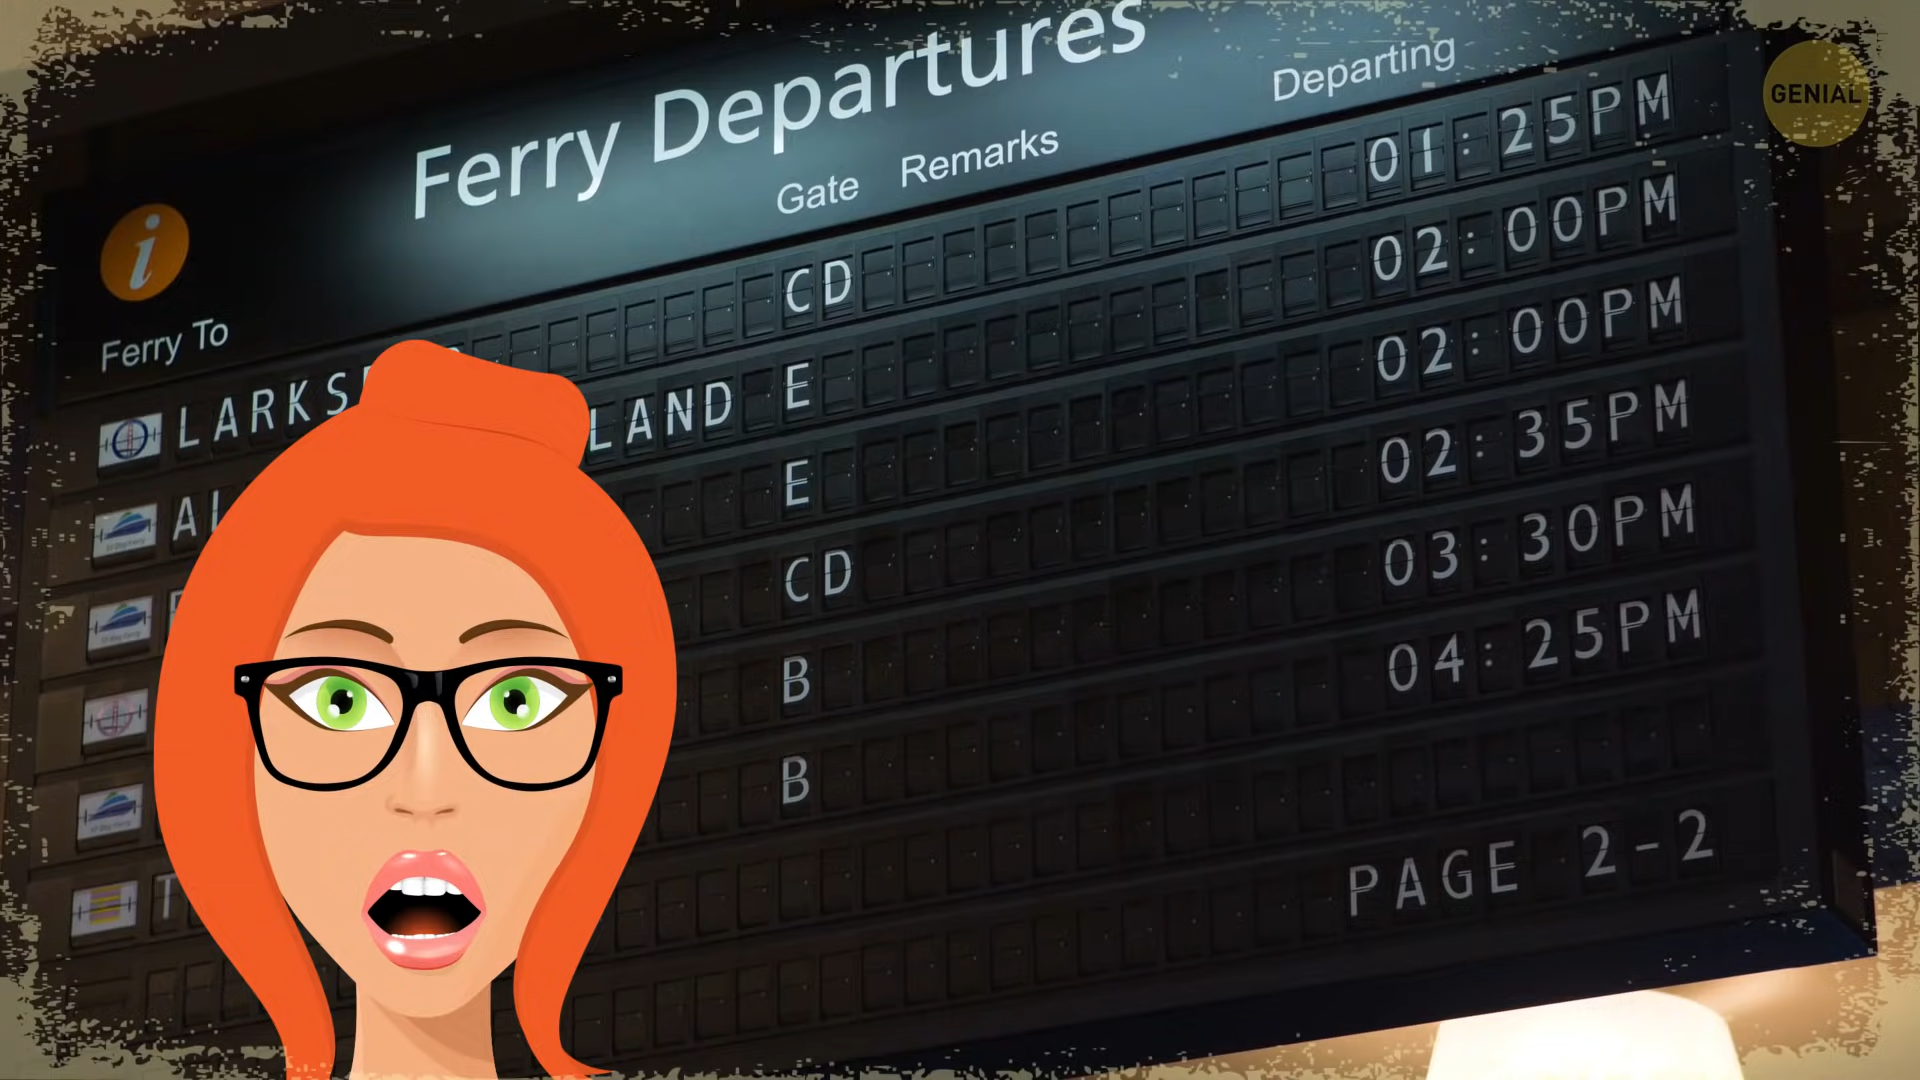 Ferry Departures
GENIAL
Ferry To Gate Remarks Departing
CD 01:25PM
LAND E 02:00PM
E 02:00PM
CD 02:35PM
B 03:30PM
B 04:25PM
PAGE 2-2